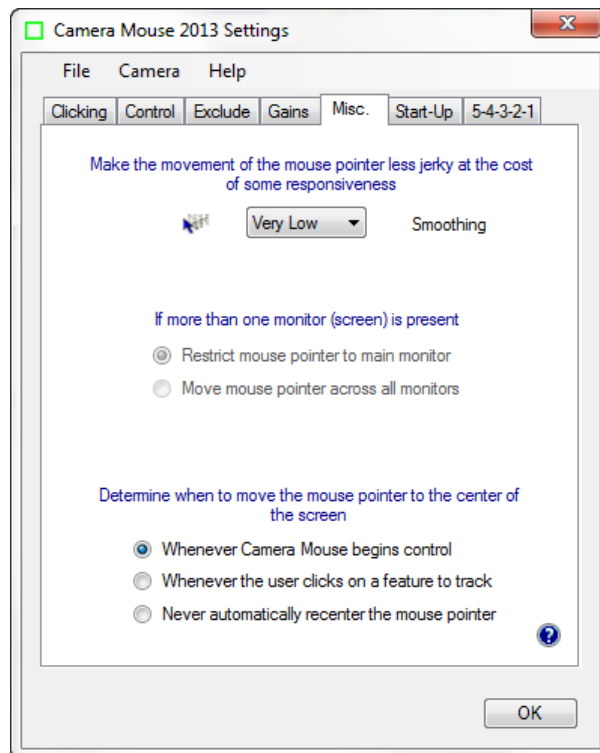 Camera Mouse 2013 Settings
File Camera Help
Clicking Control Exclude Gains Misc. Start-Up 5-4-3-2-1
Make the movement of the mouse pointer less jerky at the cost
of some responsiveness
Very Low Smoothing
If more than one monitor (screen) is present
Restrict mouse pointer to main monitor
Move mouse pointer across all monitors
Determine when to move the mouse pointer to the center of
the screen
Whenever Camera Mouse begins control
Whenever the user clicks on a feature to track
Never automatically recenter the mouse pointer
?
OK